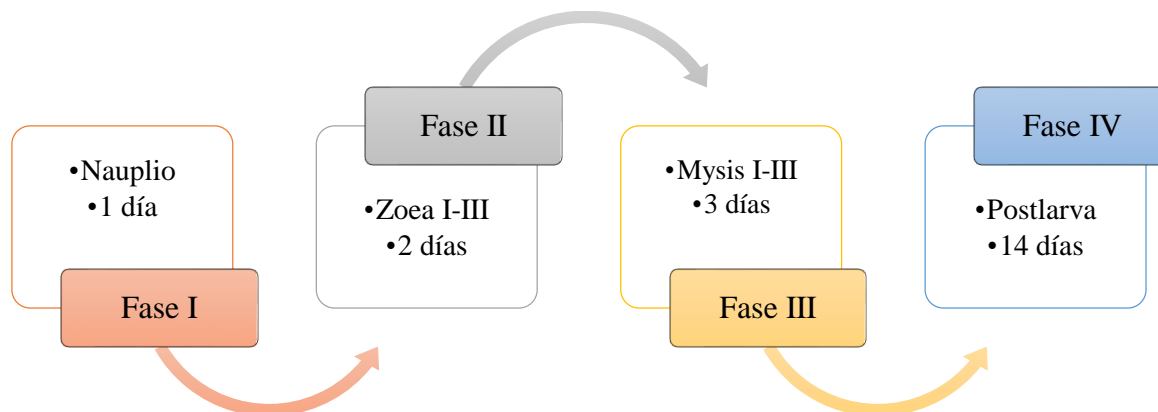 •Nauplio
•1 día
Fase I
Fase II
•Zoea I-III
•2 días
•Mysis I-III
•3 días
Fase III
Fase IV
•Postlarva
•14 días